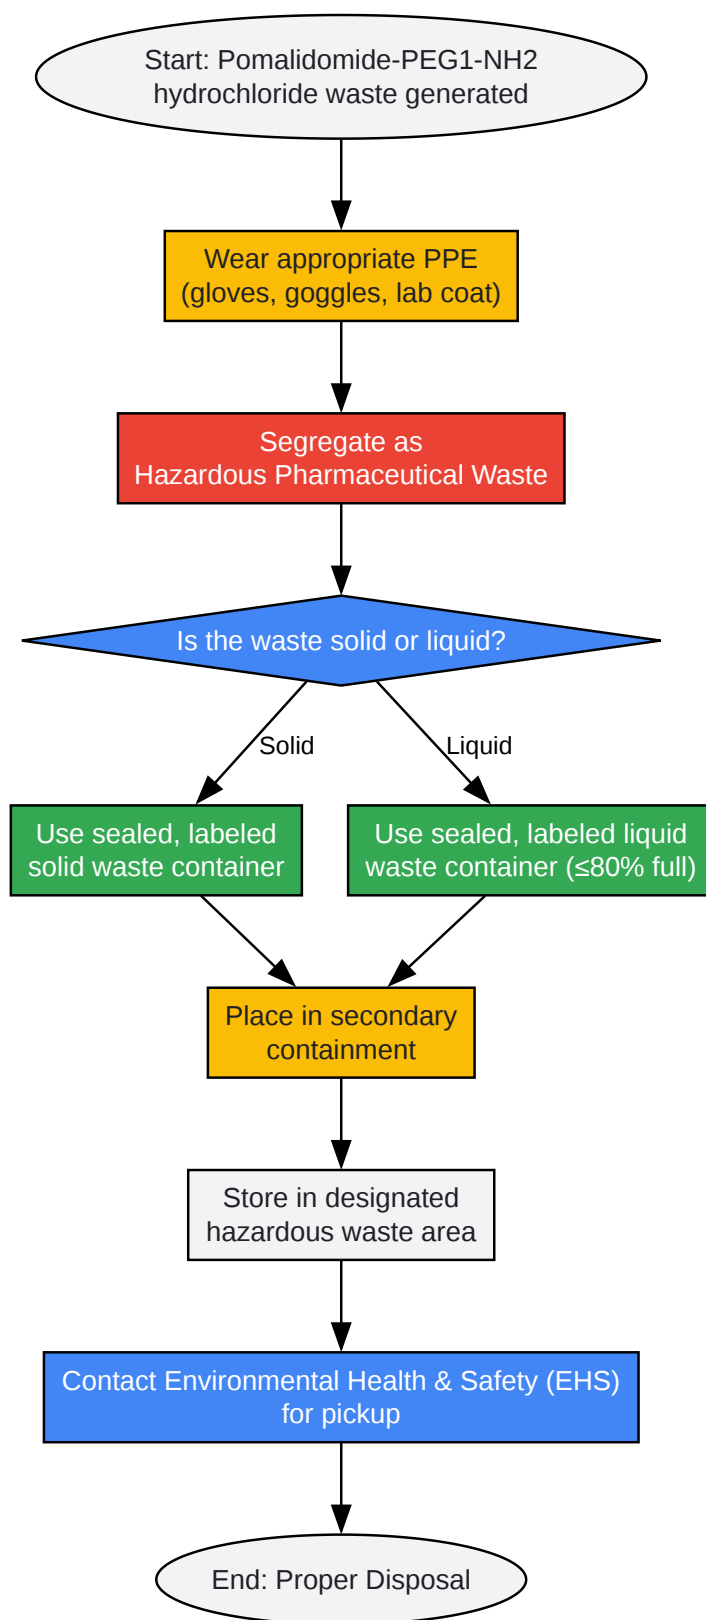 Start: Pomalidomide-PEG1-NH2
hydrochloride waste generated
Wear appropriate PPE
(gloves, goggles, lab coat)
Segregate as
Hazardous Pharmaceutical Waste
Is the waste solid or liquid?
Solid
Liquid
Use sealed, labeled
solid waste container
Use sealed, labeled liquid
waste container (≤80% full)
Place in secondary
containment
Store in designated
hazardous waste area
Contact Environmental Health & Safety (EHS)
for pickup
End: Proper Disposal